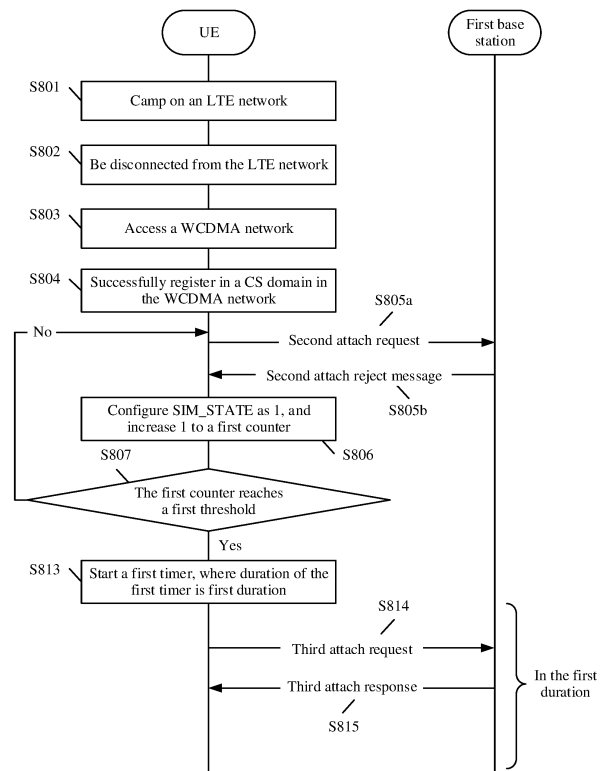 UE
First base
station
S801
Camp on an LTE network
S802
Be disconnected from the LTE network
S803
Access a WCDMA network
S804
Successfully register in a CS domain in
the WCDMA network
S805a
No
Second attach request
Second attach reject message
S805b
Configure SIM_STATE as 1, and
increase 1 to a first counter
S806
S807
The first counter reaches
a first threshold
Yes
S813
Start a first timer, where duration of the
first timer is first duration
S814
Third attach request
In the first
duration
Third attach response
S815